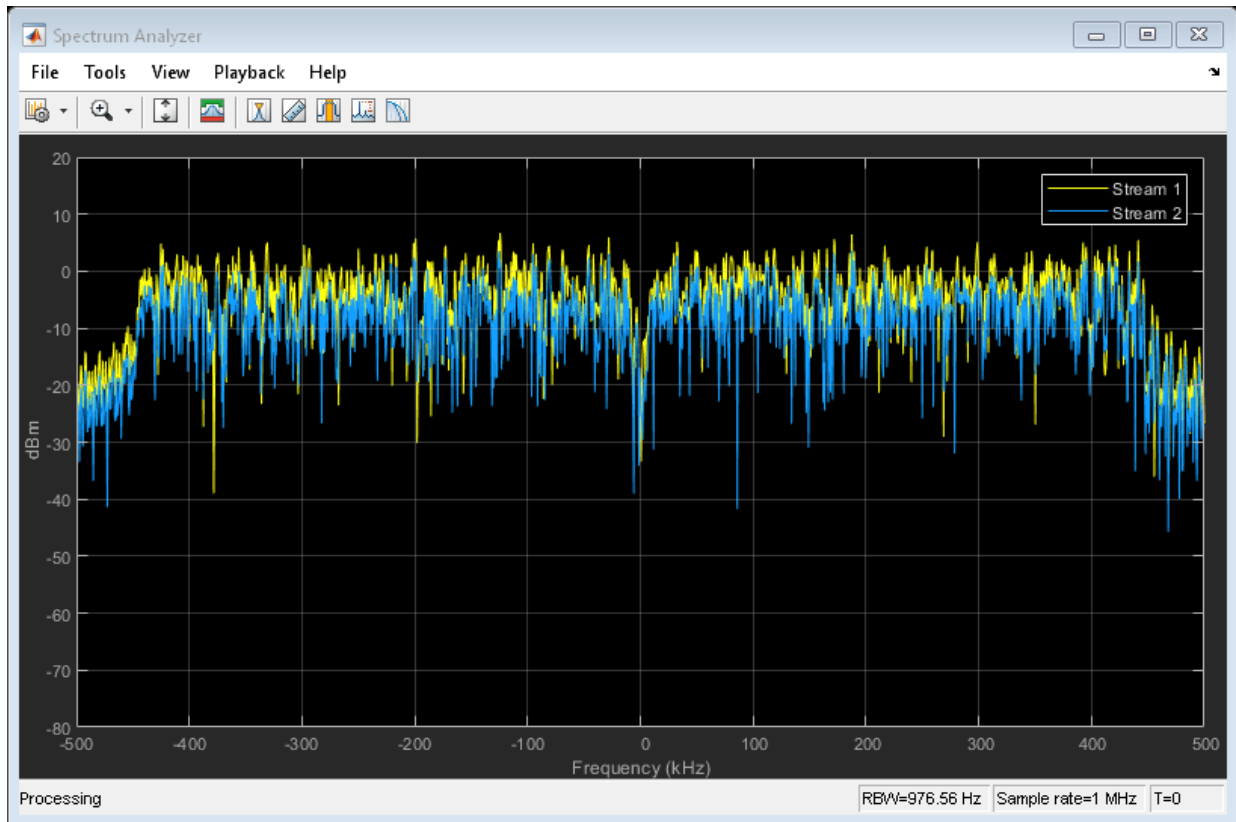 Spectrum Analyzer
File Tools View Playback Help
20
10
0
-10
-20
-30
-40
-50
-60
-70
-80
dBm
Stream 1
Stream 2
-500 -400 -300 -200 -100 0 100 200 300 400 500
Frequency (kHz)
Processing RBW=976.56 Hz Sample rate=1 MHz T=0